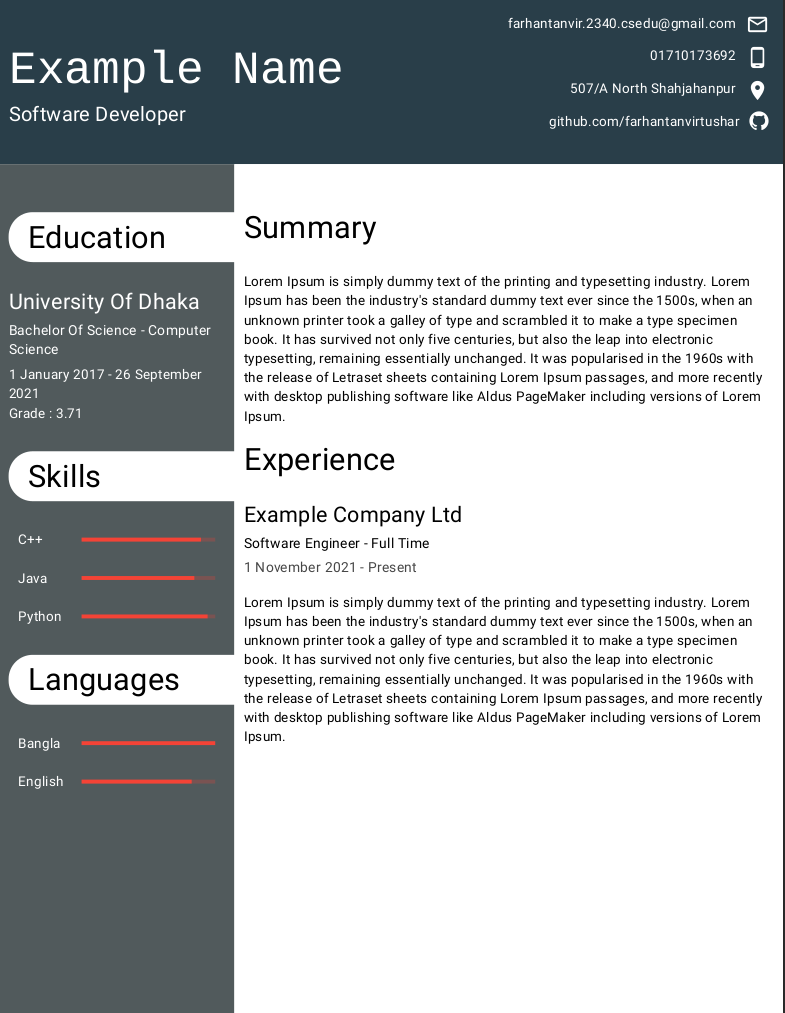 Example Name
Software Developer
farhantanvir.2340.csedu@gmail.com
01710173692
507/A North Shahjahanpur
github.com/farhantanvirtushar
Education
University Of Dhaka
Bachelor Of Science - Computer
Science
1 January 2017 - 26 September
2021
Grade : 3.71
Skills
C++
Java
Python
Languages
Bangla
English
Summary
Lorem Ipsum is simply dummy text of the printing and typesetting industry. Lorem
Ipsum has been the industry's standard dummy text ever since the 1500s, when an
unknown printer took a galley of type and scrambled it to make a type specimen
book. It has survived not only five centuries, but also the leap into electronic
typesetting, remaining essentially unchanged. It was popularised in the 1960s with
the release of Letraset sheets containing Lorem Ipsum passages, and more recently
with desktop publishing software like Aldus PageMaker including versions of Lorem
Ipsum.
Experience
Example Company Ltd
Software Engineer - Full Time
1 November 2021 - Present
Lorem Ipsum is simply dummy text of the printing and typesetting industry. Lorem
Ipsum has been the industry's standard dummy text ever since the 1500s, when an
unknown printer took a galley of type and scrambled it to make a type specimen
book. It has survived not only five centuries, but also the leap into electronic
typesetting, remaining essentially unchanged. It was popularised in the 1960s with
the release of Letraset sheets containing Lorem Ipsum passages, and more recently
with desktop publishing software like Aldus PageMaker including versions of Lorem
Ipsum.